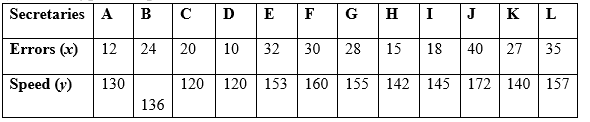 Secretaries A B C D E F G H I J K L
Errors (x) 12 24 20 10 32 30 28 15 18 40 27 35
Speed (y) 130 136 120 120 153 160 155 142 145 172 140 157